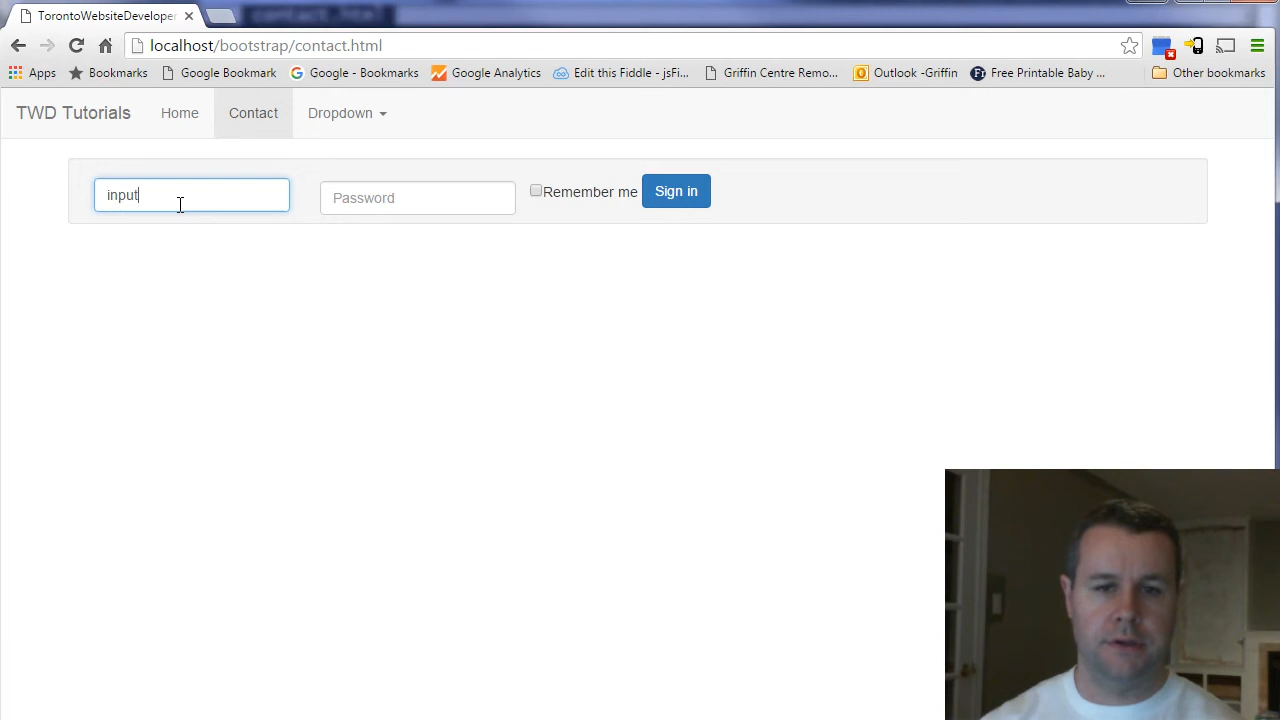 contact.html
TorontoWebsiteDeveloper
localhost/bootstrap/contact.html
Apps Bookmarks Google Bookmark Google - Bookmarks Google Analytics Edit this Fiddle - jsFi... Griffin Centre Remo... Outlook -Griffin Free Printable Baby ... Other bookmarks
TWD Tutorials Home Contact Dropdown
input Password Remember me Sign in